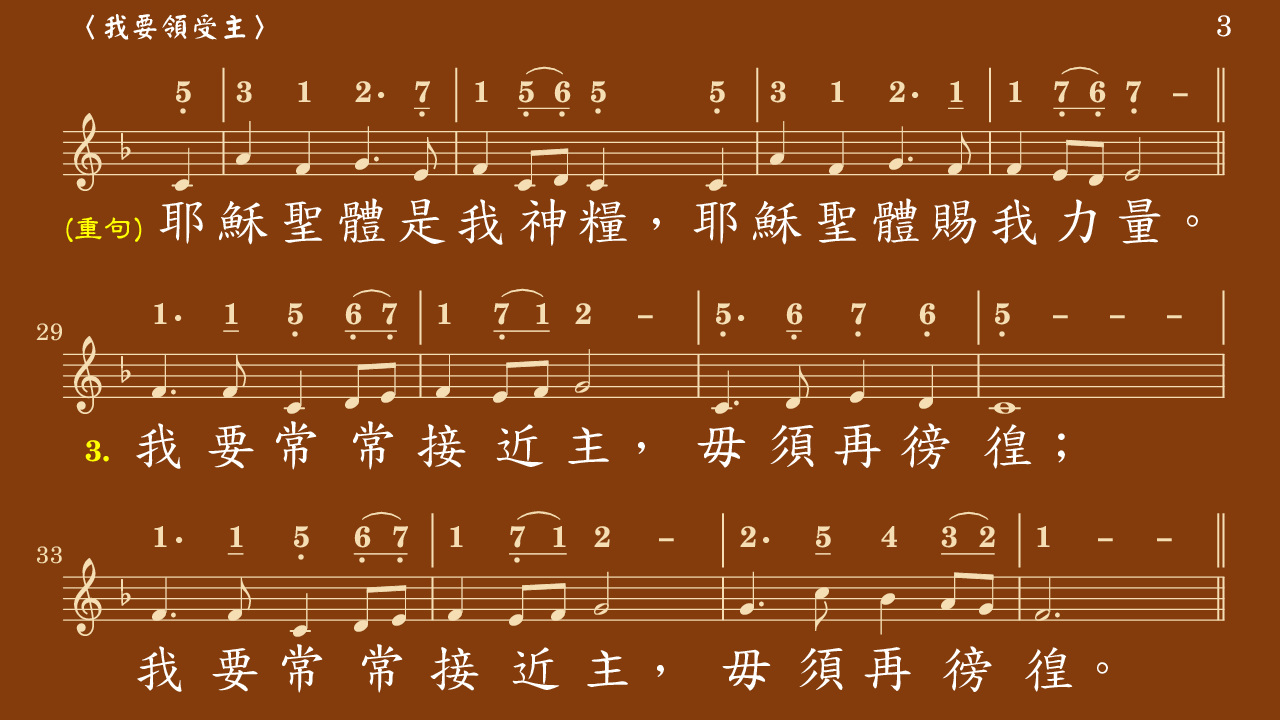 〈我要領受主〉 3
5 3 1 2· 7 1 5 6 5 5 3 1 2· 1 1 7 6 7 –
(重句) 耶穌聖體是我神糧，耶穌聖體賜我力量。
29 1· 1 5 6 7 1 7 1 2 – 5· 6 7 6 5 – – –
3. 我要常常接近主，毋須再徬徨；
33 1· 1 5 6 7 1 7 1 2 – 2· 5 4 3 2 1 – –
我要常常接近主，毋須再徬徨。